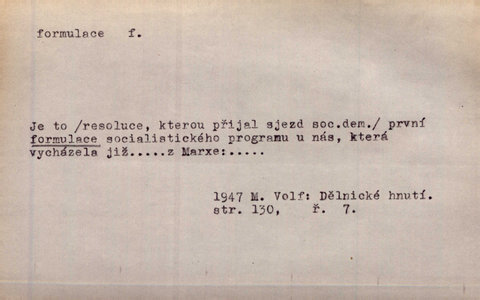 formulace f.
Je to /resoluce, kterou přijal sjezd soc.dem./ první
formulace socialistického programu u nás, která
vycházela již.....z Marxe:.....
1947 M. Volf: Dělnické hnutí.
str. 130, ř. 7.